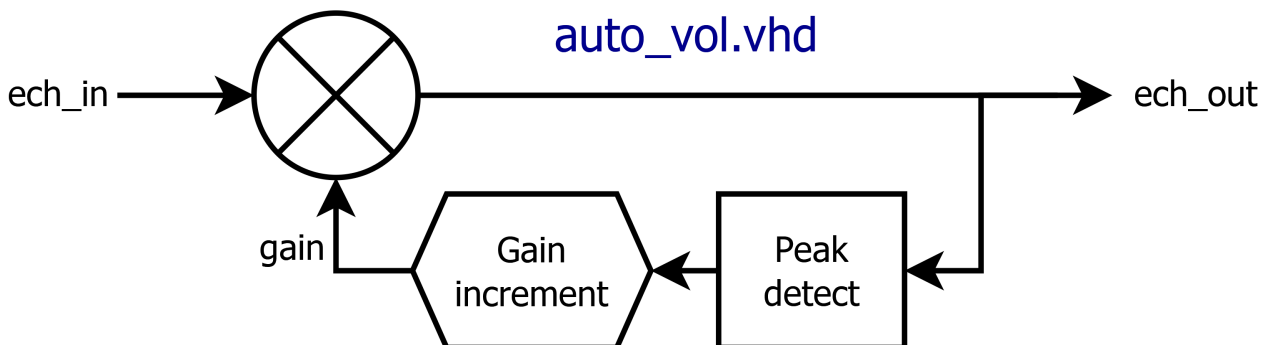 auto_vol.vhd
ech_in
ech_out
gain
Gain
increment
Peak
detect